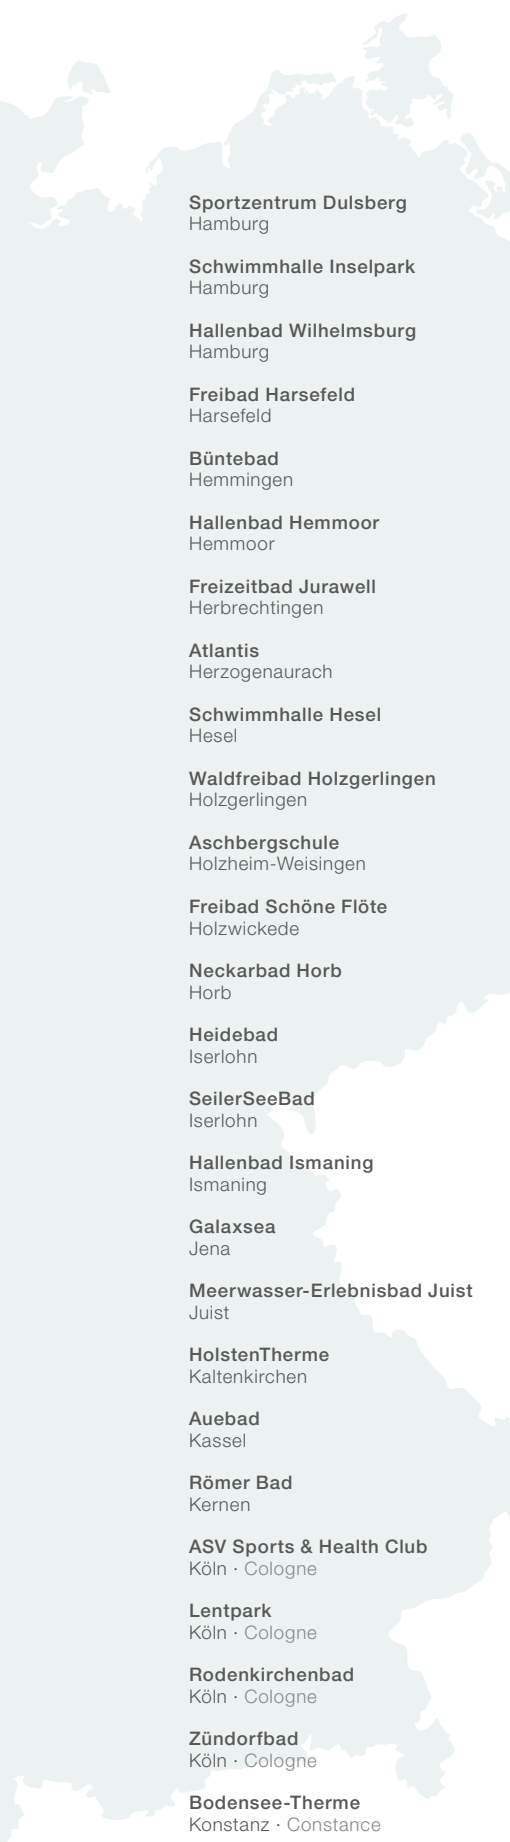 Sportzentrum Dulsberg
Hamburg
Schwimmhalle Inselpark
Hamburg
Hallenbad Wilhelmsburg
Hamburg
Freibad Harsefeld
Harsefeld
Büntebad
Hemmingen
Hallenbad Hemmoor
Hemmoor
Freizeitbad Jurawell
Herbrechtingen
Atlantis
Herzogenaurach
Schwimmhalle Hesel
Hesel
Waldfreibad Holzgerlingen
Holzgerlingen
Aschbergschule
Holzheim-Weisingen
Freibad Schöne Flöte
Holzwickede
Neckarbad Horb
Horb
Heidebad
Iserlohn
SeilerSeeBad
Iserlohn
Hallenbad Ismaning
Ismaning
Galaxsea
Jena
Meerwasser-Erlebnisbad Juist
Juist
HolstenTherme
Kaltenkirchen
Auebad
Kassel
Römer Bad
Kernen
ASV Sports & Health Club
Köln · Cologne
Lentpark
Köln · Cologne
Rodenkirchenbad
Köln · Cologne
Zündorfbad
Köln · Cologne
Bodensee-Therme
Konstanz · Constance